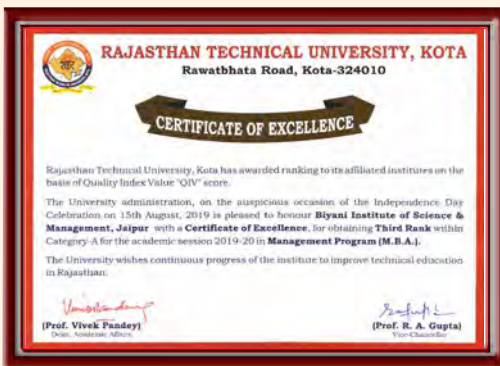 RAJASTHAN TECHNICAL UNIVERSITY, KOTA
Rawatbhata Road, Kota-324010
CERTIFICATE OF EXCELLENCE
Rajasthan Technical University, Kota has awarded ranking to its affiliated institutes on the
basis of Quality Index Value "QIV" score.
The University administration, on the auspicious occasion of the Independence Day
Celebration on 15th August, 2019 is pleased to honour Biyani Institute of Science &
Management, Jaipur with a Certificate of Excellence, for obtaining Third Rank within
Category-A for the academic session 2019-20 in Management Program (M.B.A.).
The University wishes continuous progress of the institute to improve technical education
in Rajasthan.
(Prof. Vivek Pandey)
Dean, Academic Affairs
(Prof. R. A. Gupta)
Vice-Chancellor